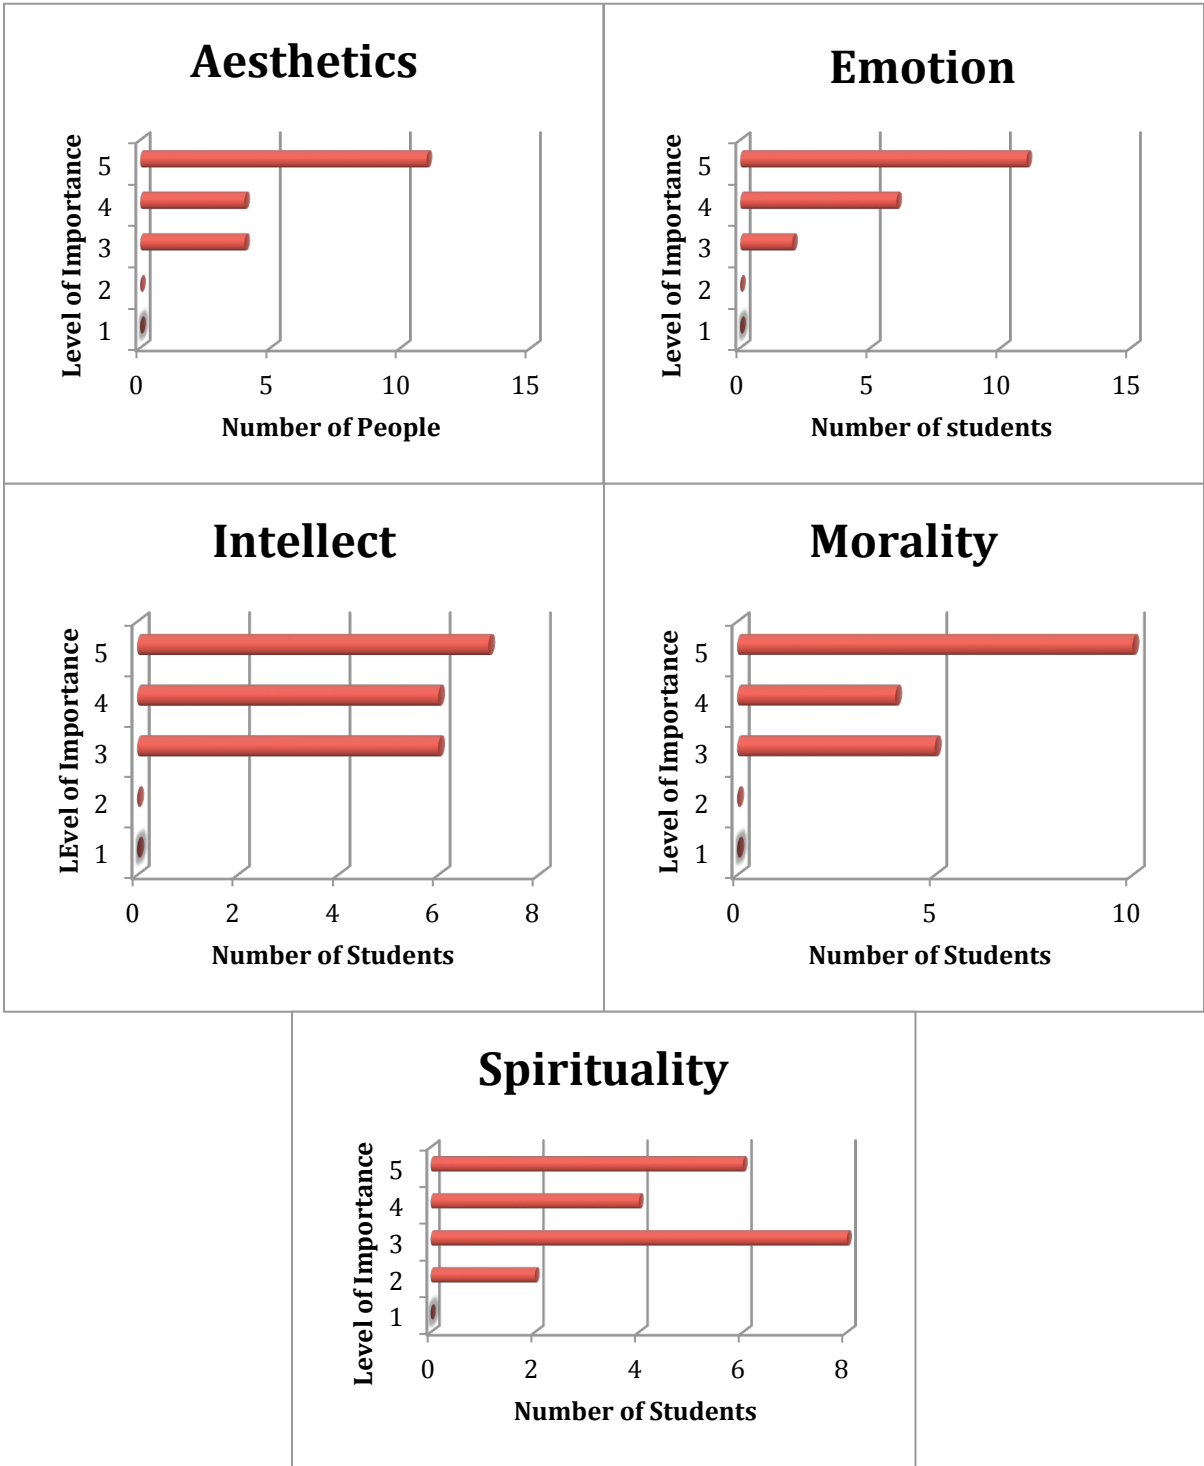 Aesthetics
Level of Importance
5
4
3
2
1
0 5 10 15
Number of People
Emotion
Level of Importance
5
4
3
2
1
0 5 10 15
Number of students
Intellect
LEvel of Importance
5
4
3
2
1
0 2 4 6 8
Number of Students
Morality
Level of Importance
5
4
3
2
1
0 5 10
Number of Students
Spirituality
Level of Importance
5
4
3
2
1
0 2 4 6 8
Number of Students